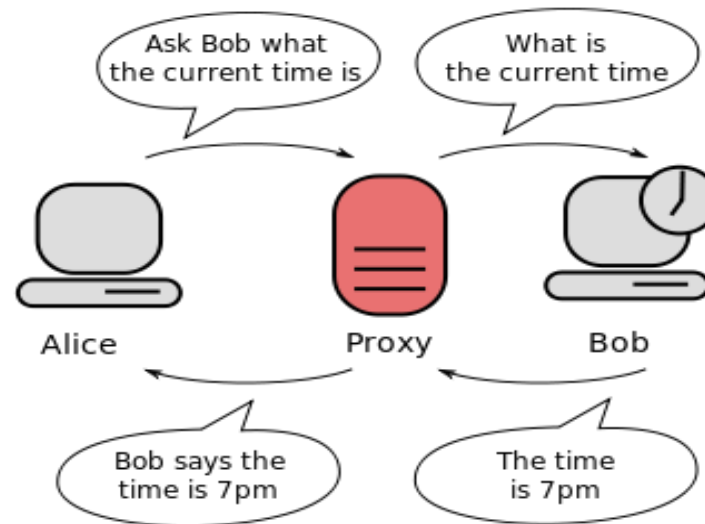 Ask Bob what
the current time is
What is
the current time
Alice
Proxy
Bob
Bob says the
time is 7pm
The time
is 7pm